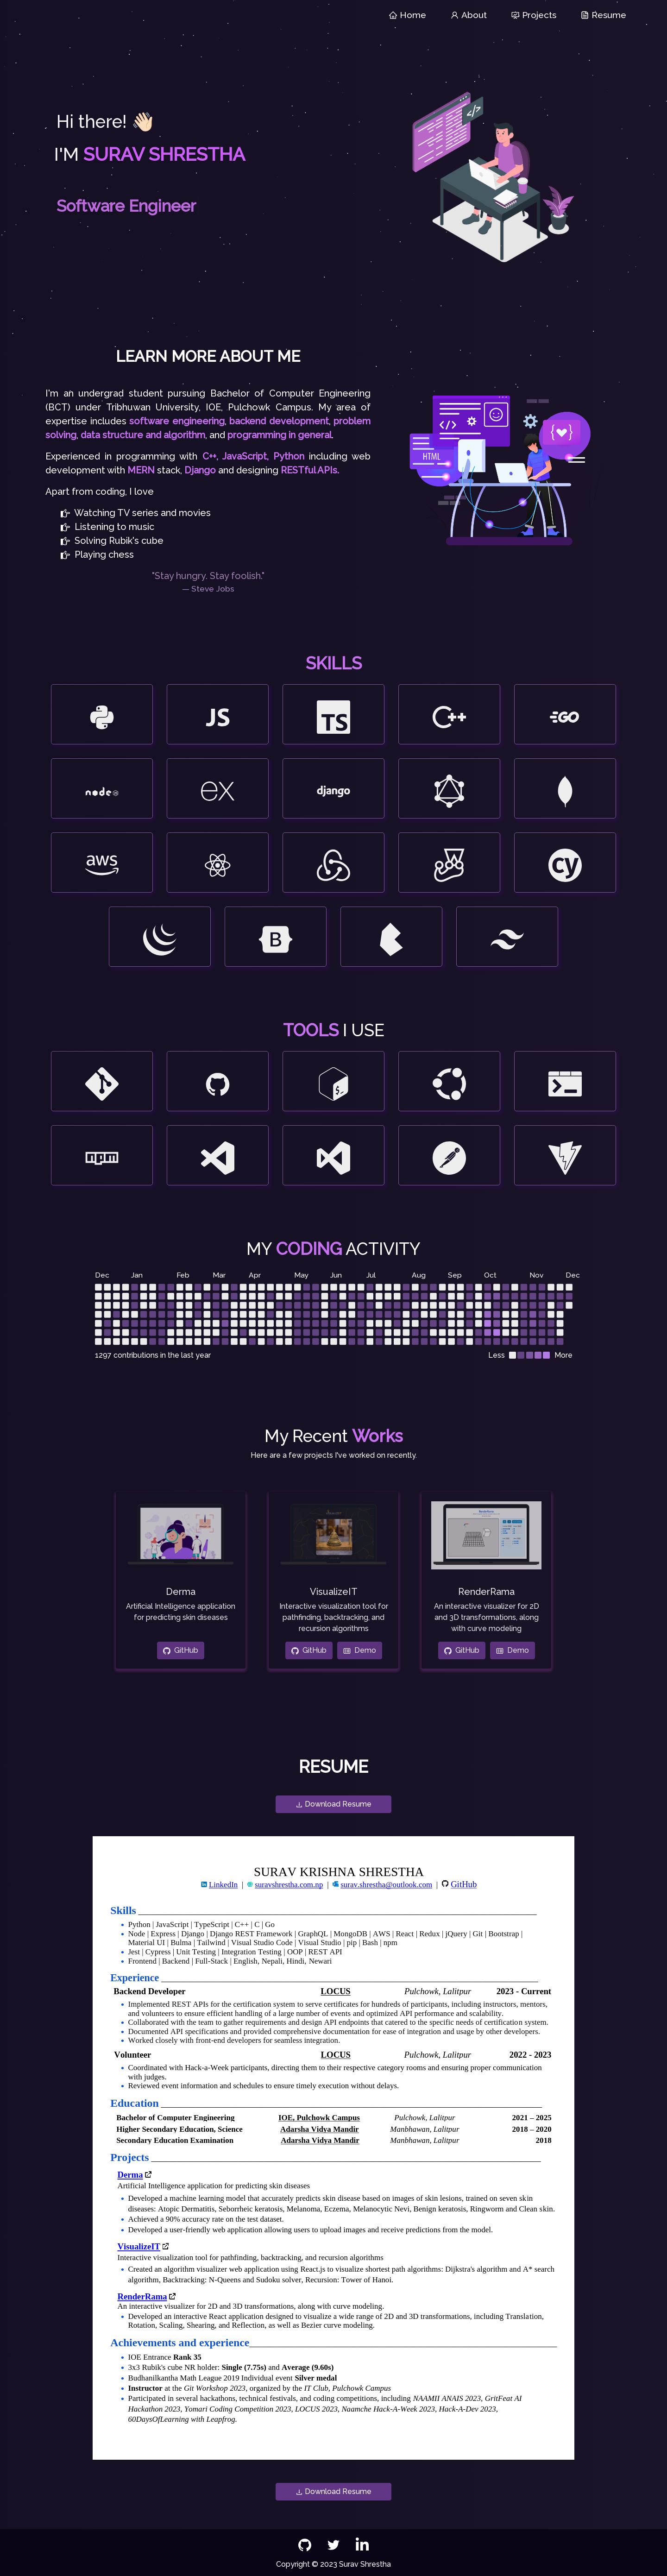 Home About Projects Resume
Hi there! 👋🏻
I'M SURAV SHRESTHA
Software Engineer
LEARN MORE ABOUT ME
I'm an undergrad student pursuing Bachelor of Computer Engineering
(BCT) under Tribhuwan University, IOE, Pulchowk Campus. My area of
expertise includes software engineering, backend development, problem
solving, data structure and algorithm, and programming in general.
Experienced in programming with C++, JavaScript, Python including web
development with MERN stack, Django and designing RESTful APIs.
Apart from coding, I love
Watching TV series and movies
Listening to music
Solving Rubik's cube
Playing chess
"Stay hungry. Stay foolish."
— Steve Jobs
</>
HTML
SKILLS
JS
TS
C++
GO
node JS
ex
django
aws
cy
B
TOOLS I USE
$_
npm
MY CODING ACTIVITY
Dec Jan Feb Mar Apr May Jun Jul Aug Sep Oct Nov Dec
1297 contributions in the last year Less More
My Recent Works
Here are a few projects I've worked on recently.
Derma
Artificial Intelligence application
for predicting skin diseases
GitHub
VisualizeIT
Interactive visualization tool for
pathfinding, backtracking, and
recursion algorithms
GitHub Demo
RenderRama
An interactive visualizer for 2D
and 3D transformations, along
with curve modeling
GitHub Demo
RESUME
Download Resume
SURAV KRISHNA SHRESTHA
LinkedIn | suravshrestha.com.np | surav.shrestha@outlook.com | GitHub
Skills
Python | JavaScript | TypeScript | C++ | C | Go
Node | Express | Django | Django REST Framework | GraphQL | MongoDB | AWS | React | Redux | jQuery | Git | Bootstrap |
Material UI | Bulma | Tailwind | Visual Studio Code | Visual Studio | pip | Bash | npm
Jest | Cypress | Unit Testing | Integration Testing | OOP | REST API
Frontend | Backend | Full-Stack | English, Nepali, Hindi, Newari
Experience
Backend Developer LOCUS Pulchowk, Lalitpur 2023 - Current
Implemented REST APIs for the certification system to serve certificates for hundreds of participants, including instructors, mentors,
and volunteers to ensure efficient handling of a large number of events and optimized API performance and scalability.
Collaborated with the team to gather requirements and design API endpoints that catered to the specific needs of certification system.
Documented API specifications and provided comprehensive documentation for ease of integration and usage by other developers.
Worked closely with front-end developers for seamless integration.
Volunteer LOCUS Pulchowk, Lalitpur 2022 - 2023
Coordinated with Hack-a-Week participants, directing them to their respective category rooms and ensuring proper communication
with judges.
Reviewed event information and schedules to ensure timely execution without delays.
Education
Bachelor of Computer Engineering IOE, Pulchowk Campus Pulchowk, Lalitpur 2021 – 2025
Higher Secondary Education, Science Adarsha Vidya Mandir Manbhawan, Lalitpur 2018 – 2020
Secondary Education Examination Adarsha Vidya Mandir Manbhawan, Lalitpur 2018
Projects
Derma
Artificial Intelligence application for predicting skin diseases
Developed a machine learning model that accurately predicts skin disease based on images of skin lesions, trained on seven skin
diseases: Atopic Dermatitis, Seborrheic keratosis, Melanoma, Eczema, Melanocytic Nevi, Benign keratosis, Ringworm and Clean skin.
Achieved a 90% accuracy rate on the test dataset.
Developed a user-friendly web application allowing users to upload images and receive predictions from the model.
VisualizeIT
Interactive visualization tool for pathfinding, backtracking, and recursion algorithms
Created an algorithm visualizer web application using React.js to visualize shortest path algorithms: Dijkstra's algorithm and A* search
algorithm, Backtracking: N-Queens and Sudoku solver, Recursion: Tower of Hanoi.
RenderRama
An interactive visualizer for 2D and 3D transformations, along with curve modeling.
Developed an interactive React application designed to visualize a wide range of 2D and 3D transformations, including Translation,
Rotation, Scaling, Shearing, and Reflection, as well as Bezier curve modeling.
Achievements and experience
IOE Entrance Rank 35
3x3 Rubik's cube NR holder: Single (7.75s) and Average (9.60s)
Budhanilkantha Math League 2019 Individual event Silver medal
Instructor at the Git Workshop 2023, organized by the IT Club, Pulchowk Campus
Participated in several hackathons, technical festivals, and coding competitions, including NAAMII ANAIS 2023, GritFeat AI
Hackathon 2023, Yomari Coding Competition 2023, LOCUS 2023, Naamche Hack-A-Week 2023, Hack-A-Dev 2023,
60DaysOfLearning with Leapfrog.
Download Resume
in
Copyright © 2023 Surav Shrestha